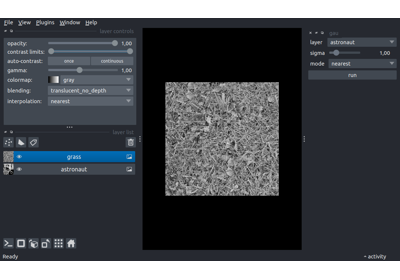 File View Plugins Window Help
layer controls
opacity: 1,00
contrast limits:
auto-contrast: once continuous
gamma: 1,00
colormap: gray
blending: translucent_no_depth
interpolation: nearest
layer list
grass
astronaut
Ready
layer astronaut
sigma 1,00
mode nearest
run
activity